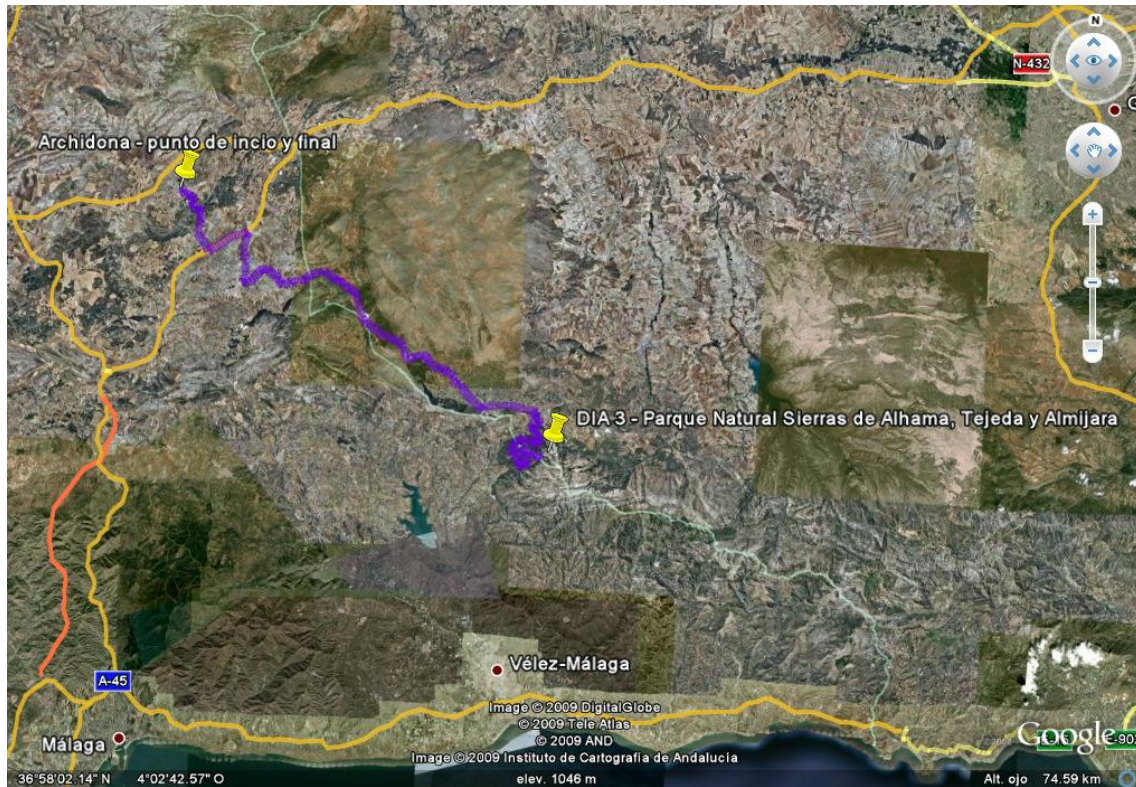 N
N-432
Archidona - punto de incio y final
DIA 3 - Parque Natural Sierras de Alhama, Tejeda y Almijara
Vélez-Málaga
A-45
Image © 2009 DigitalGlobe
© 2009 Tele Atlas
© 2009 AND
Image © 2009 Instituto de Cartografía de Andalucía
Málaga
©2009 Google
36°58'02.14" N 4°02'42.57" O elev. 1046 m Alt. ojo 74.59 km